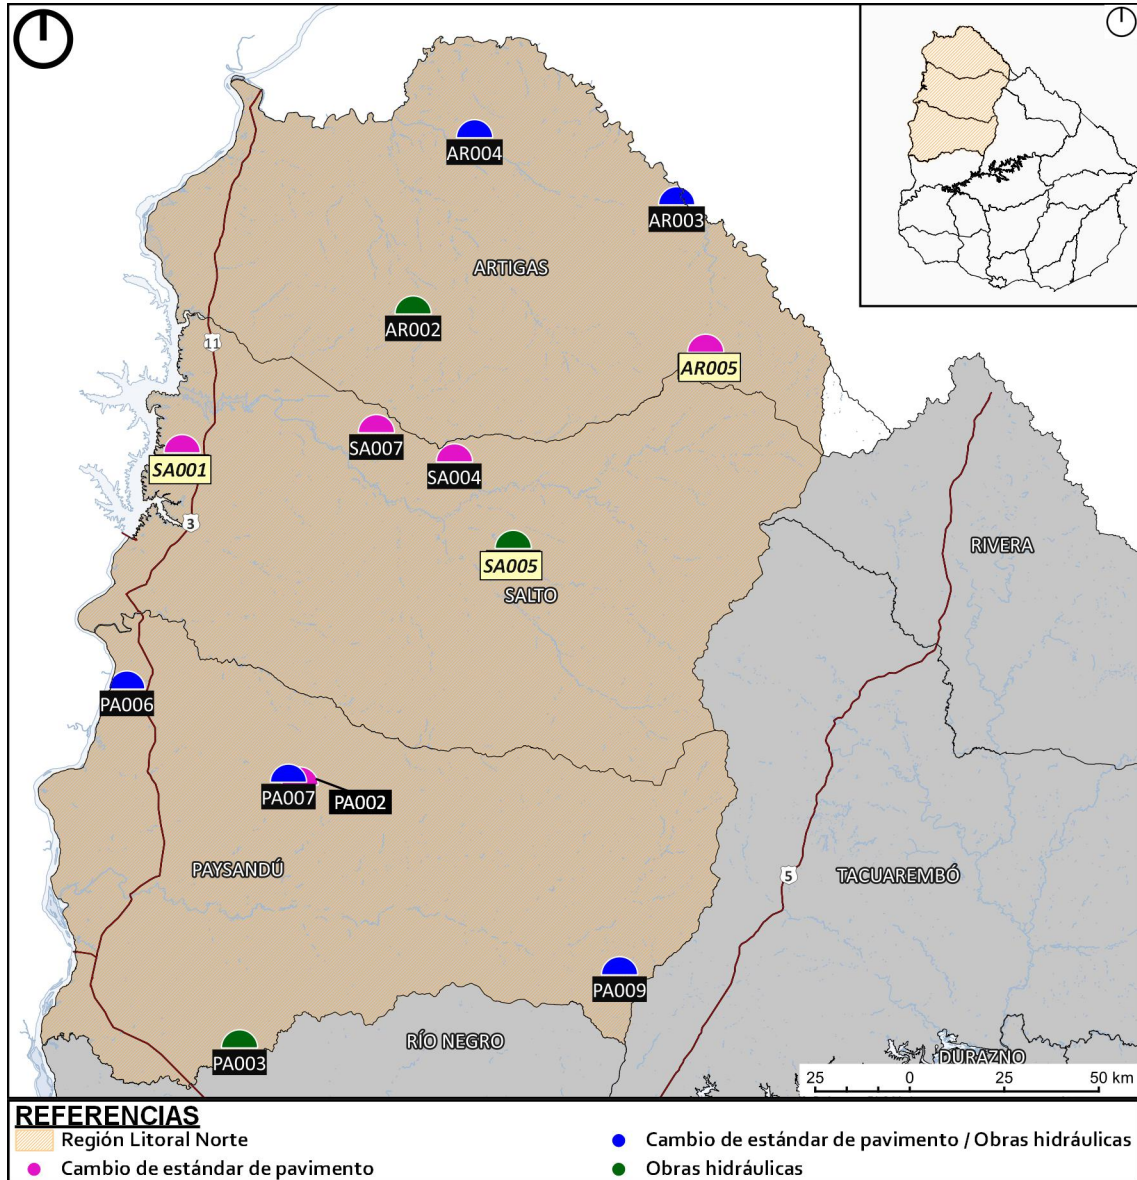 AR004
AR003
ARTIGAS
AR002
11
AR005
SA007
SA001
SA004
3
RIVERA
SA005
SALTO
PA006
PA007
PA002
PAYSANDÚ
5
TACUAREMBÓ
PA009
RÍO NEGRO
PA003
DURAZNO
25 0 25 50 km
REFERENCIAS
Región Litoral Norte
Cambio de estándar de pavimento / Obras hidráulicas
Cambio de estándar de pavimento
Obras hidráulicas